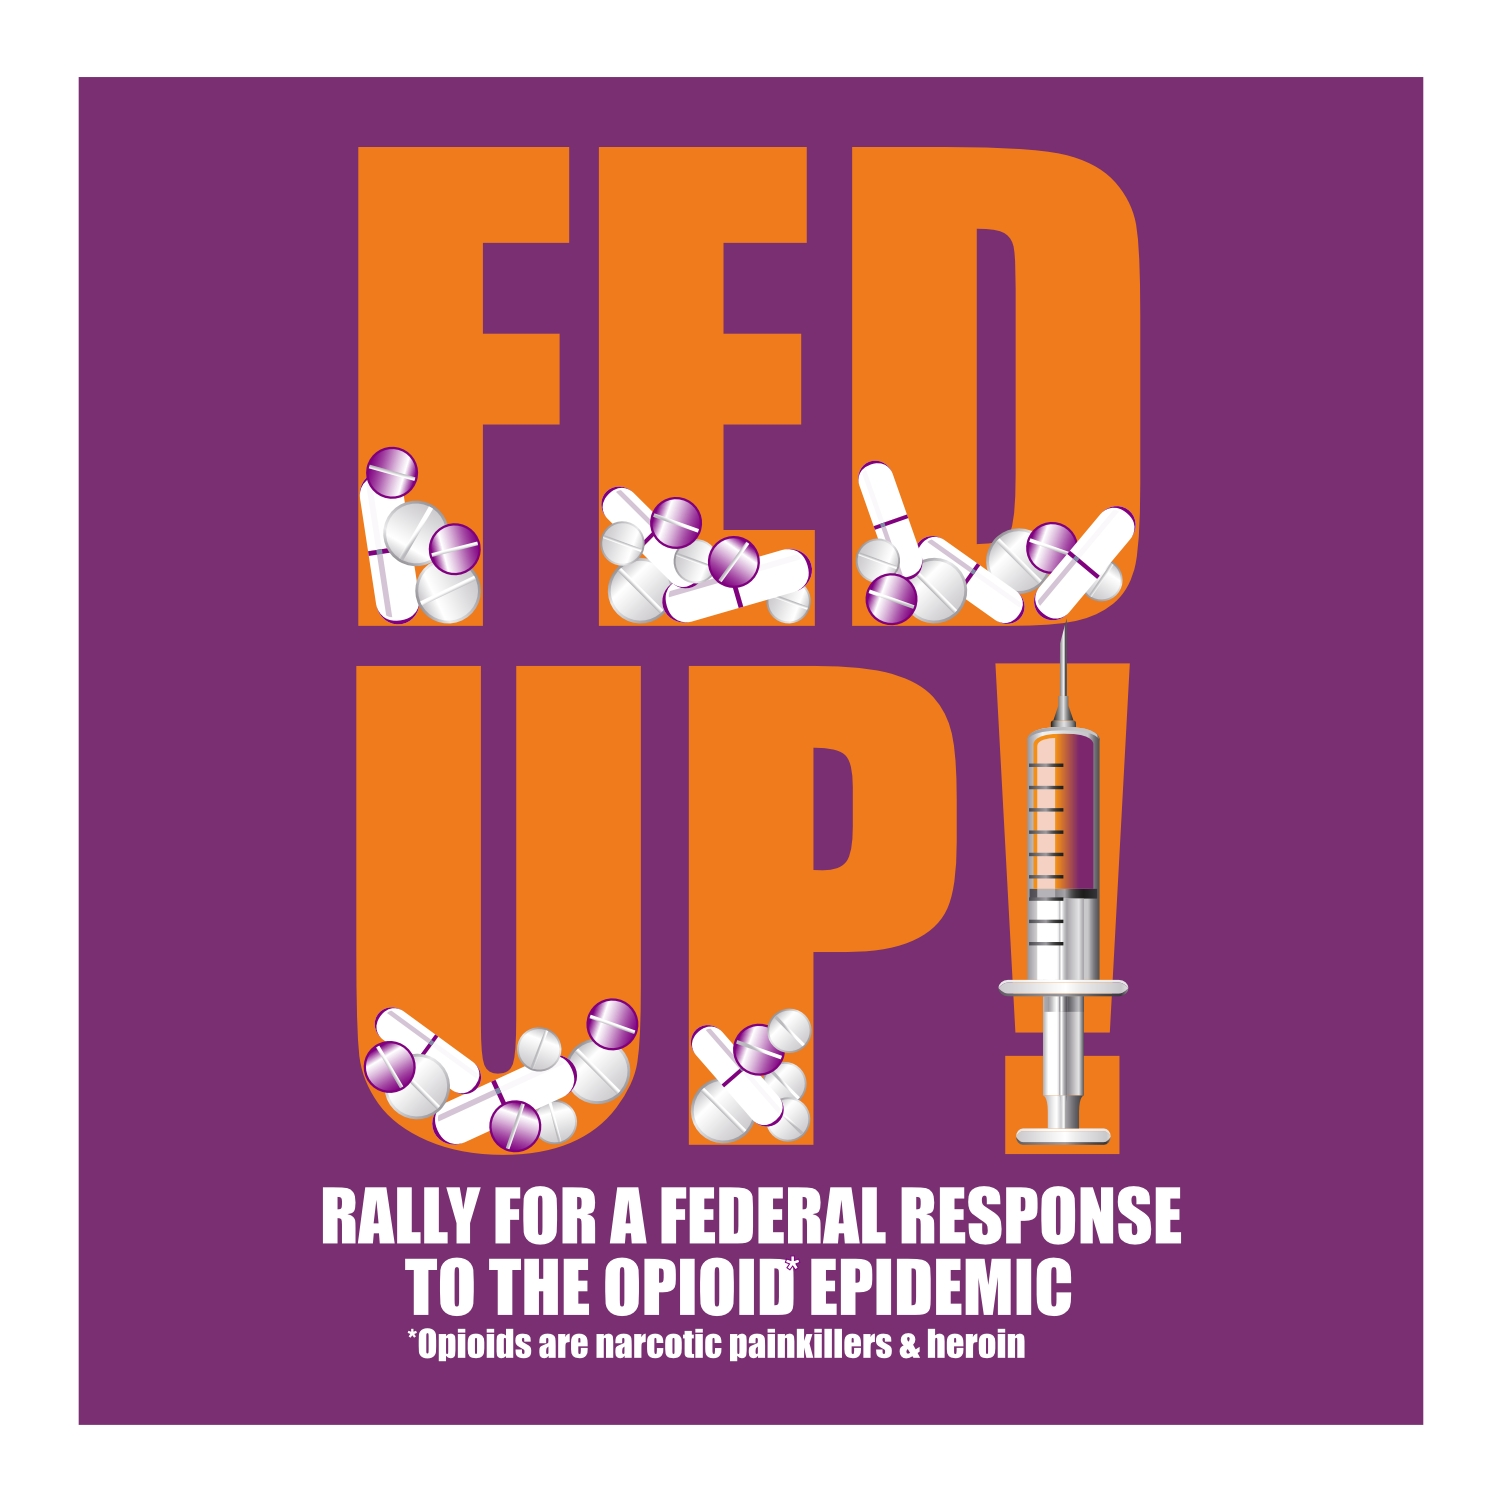 FED
UP!
RALLY FOR A FEDERAL RESPONSE
TO THE OPIOID* EPIDEMIC
*Opioids are narcotic painkillers & heroin